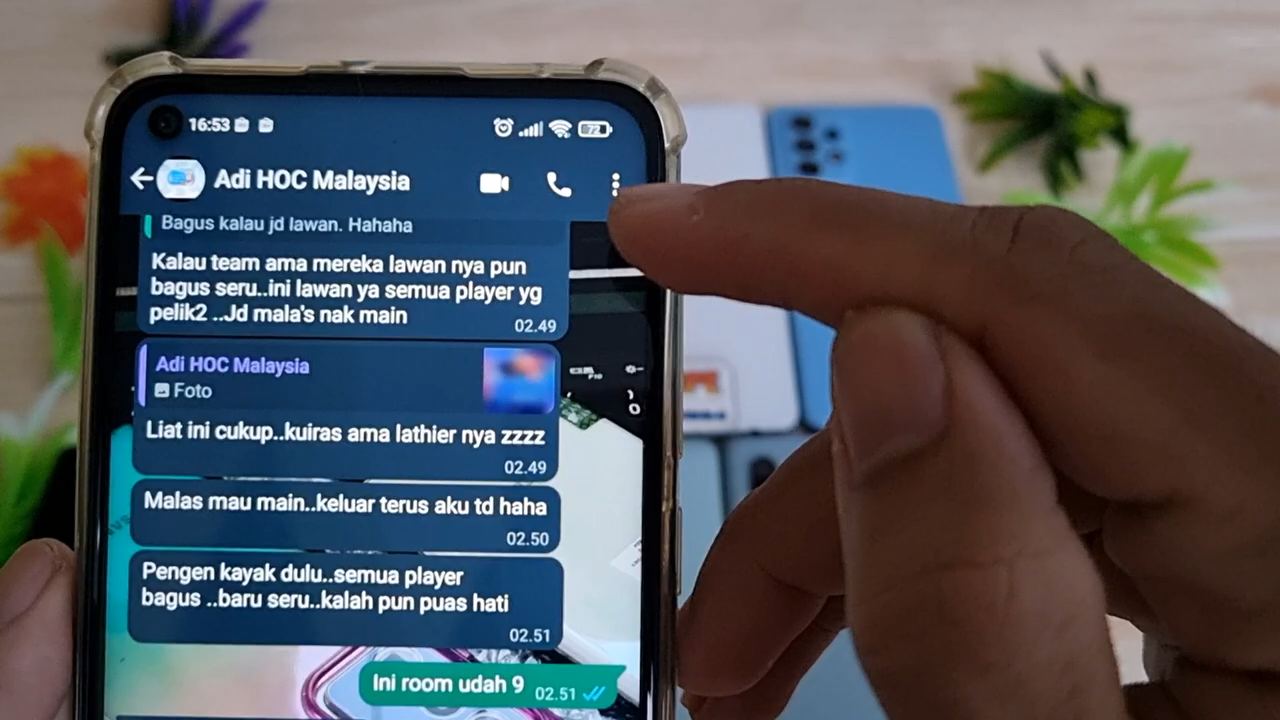 16:53
72
Adi HOC Malaysia
Bagus kalau jd lawan. Hahaha
Kalau team ama mereka lawan nya pun
bagus seru..ini lawan ya semua player yg
pelik2 ..Jd mala's nak main
02.49
Adi HOC Malaysia
Foto
Liat ini cukup..kuiras ama lathier nya zzzz
02.49
Malas mau main..keluar terus aku td haha
02.50
Pengen kayak dulu..semua player
bagus ..baru seru..kalah pun puas hati
02.51
Ini room udah 9
02.51